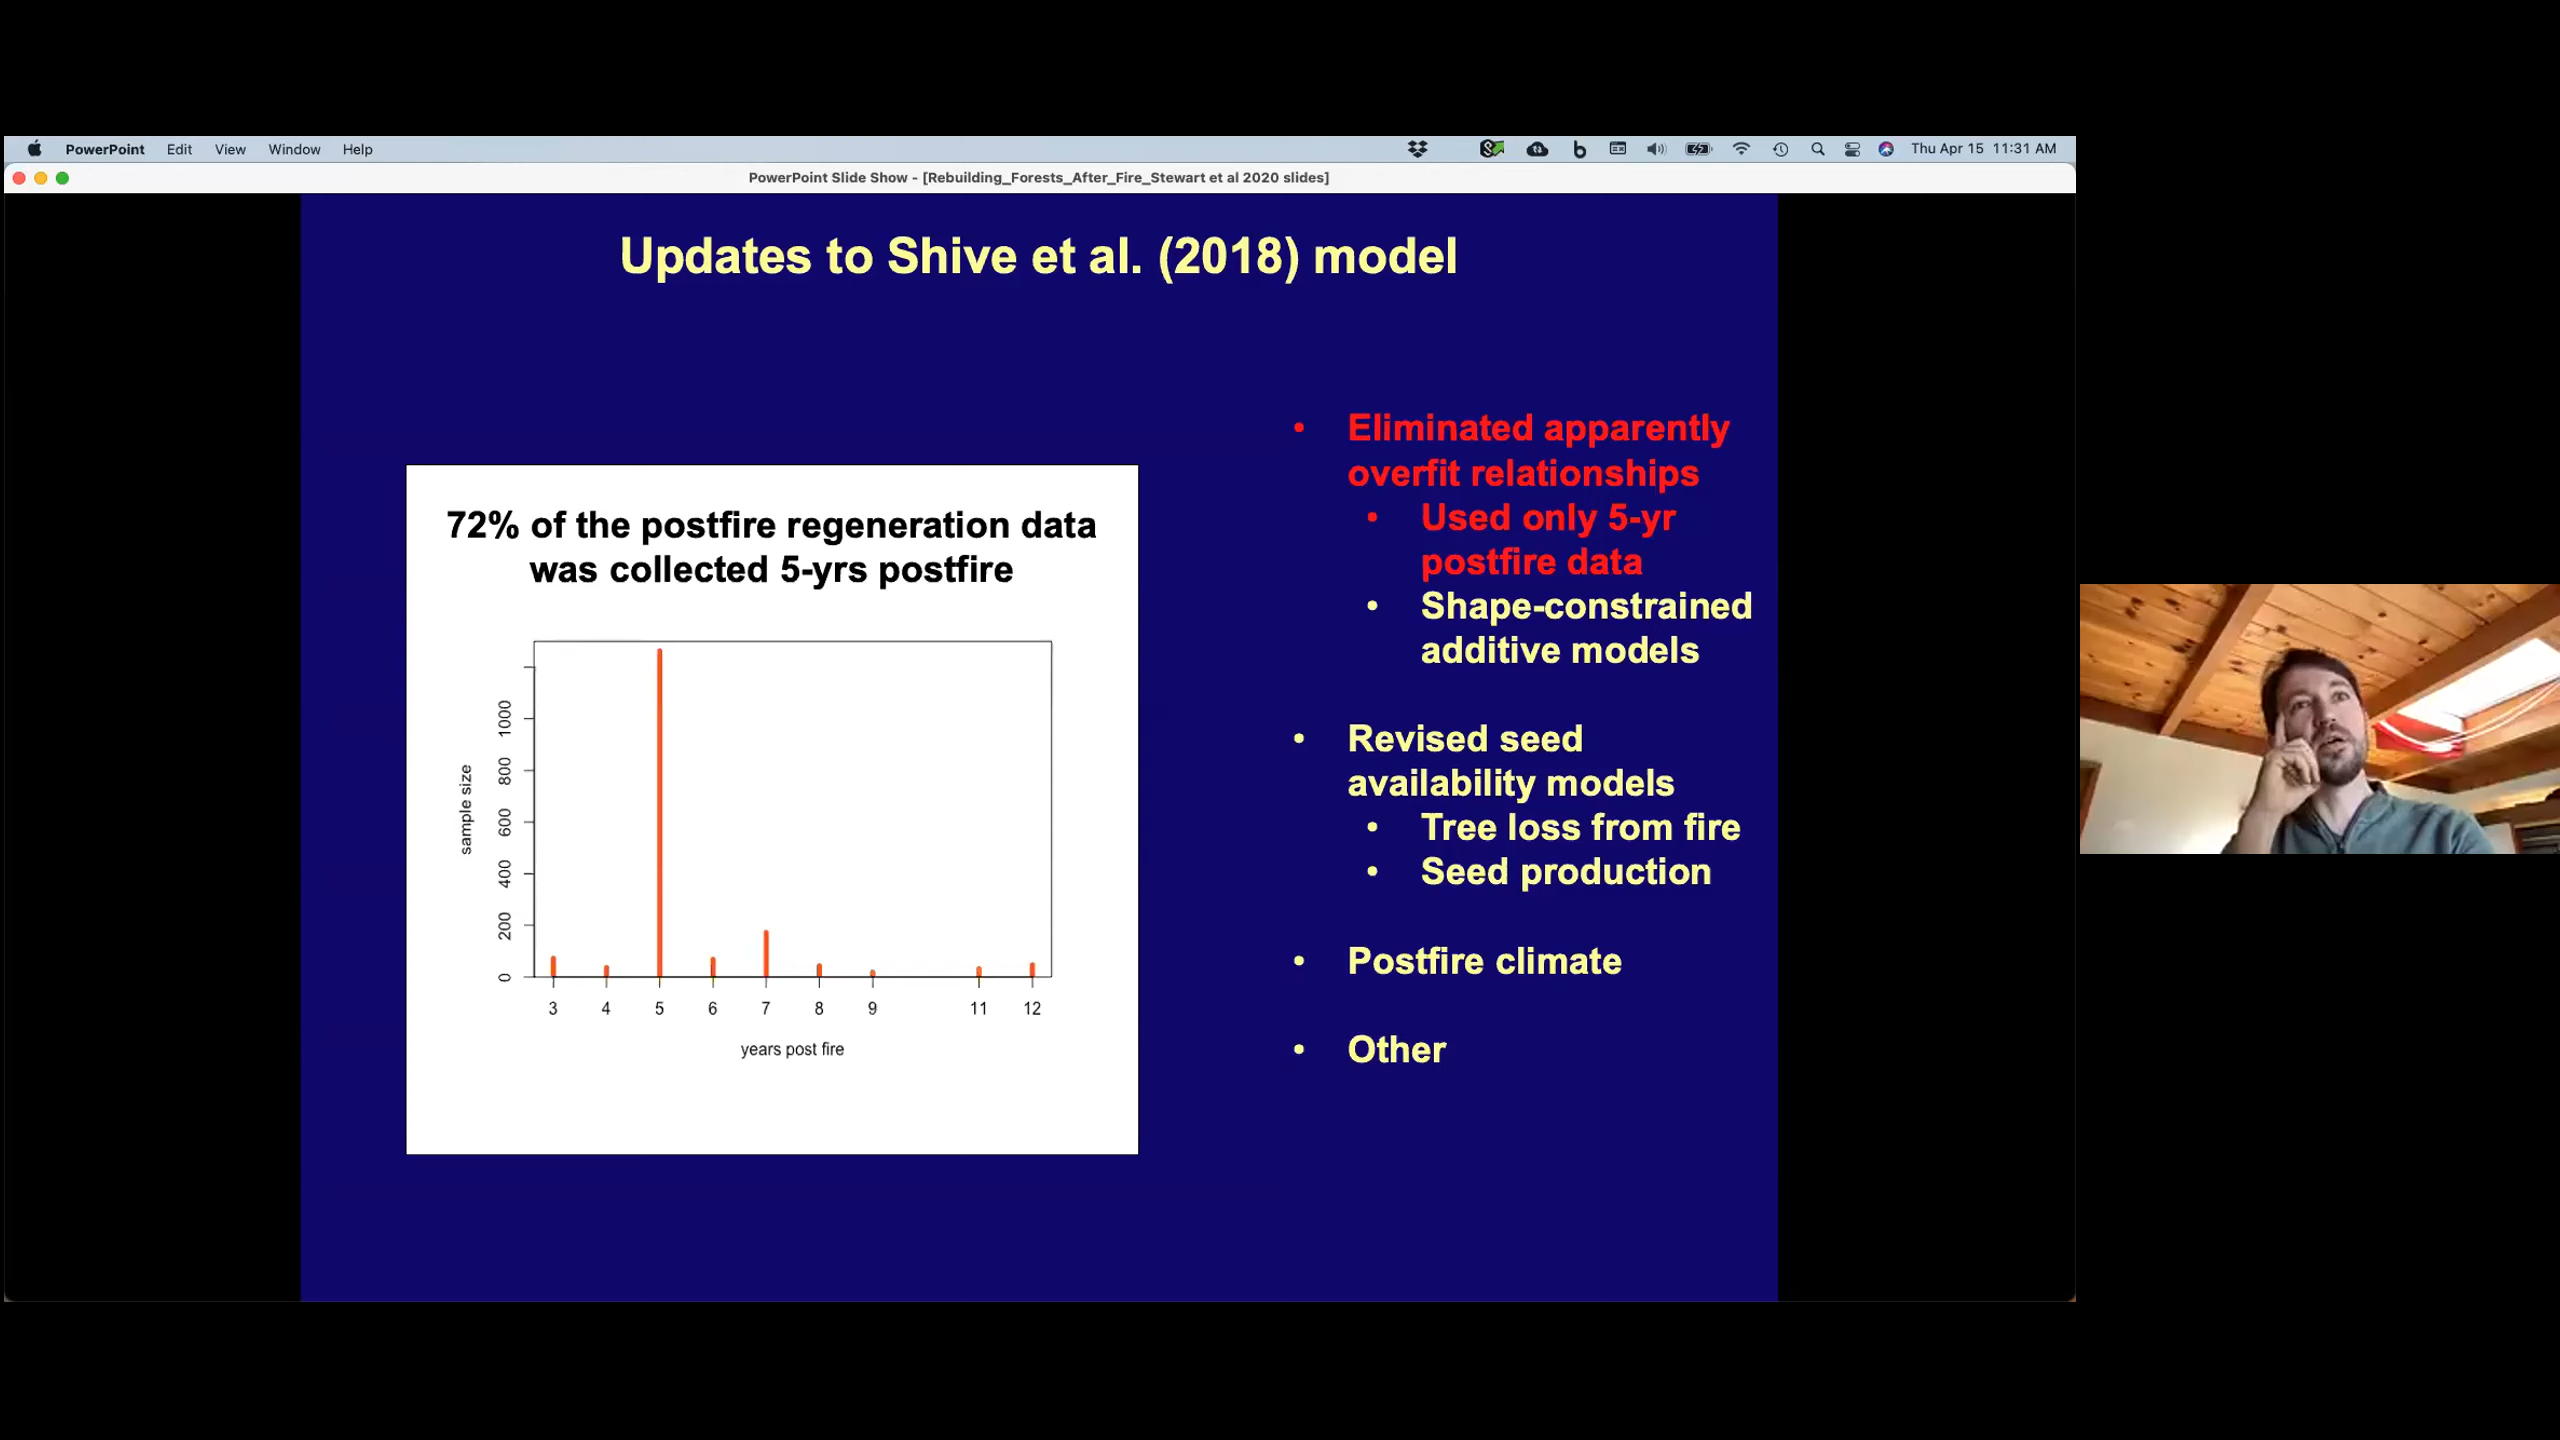 PowerPoint Edit View Window Help Thu Apr 15 11:31 AM
PowerPoint Slide Show - [Rebuilding_Forests_After_Fire_Stewart et al 2020 slides]
Updates to Shive et al. (2018) model
72% of the postfire regeneration data
was collected 5-yrs postfire
sample size
1000
800
600
400
200
0
3 4 5 6 7 8 9 11 12
years post fire
• Eliminated apparently
overfit relationships
• Used only 5-yr
postfire data
• Shape-constrained
additive models
• Revised seed
availability models
• Tree loss from fire
• Seed production
• Postfire climate
• Other